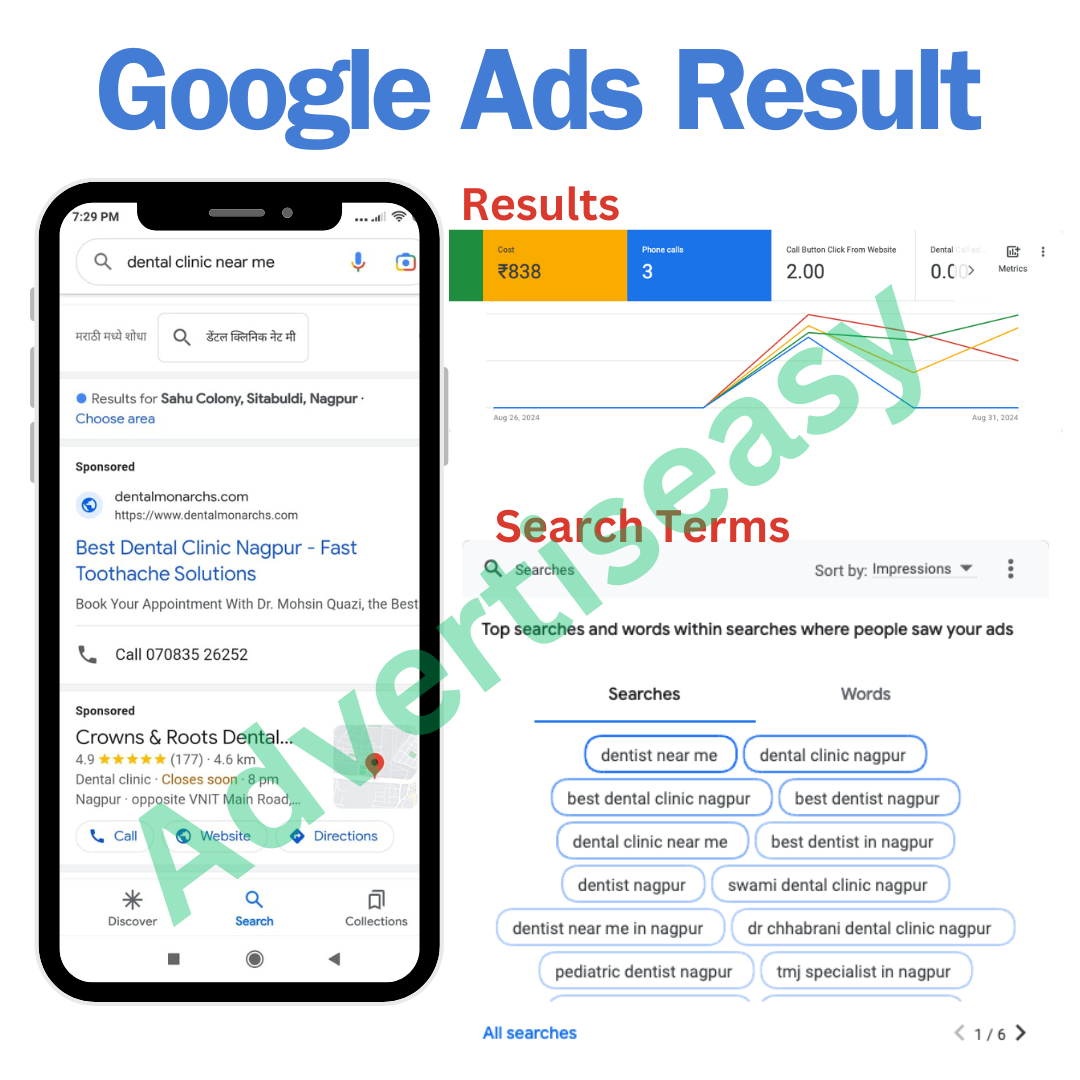 Google Ads Result
7:29 PM
dental clinic near me
मराठी मध्ये शोधा
डेंटल क्लिनिक नेट मी
Results for Sahu Colony, Sitabuldi, Nagpur ·
Choose area
Sponsored
dentalmonarchs.com
https://www.dentalmonarchs.com
Best Dental Clinic Nagpur - Fast
Toothache Solutions
Book Your Appointment With Dr. Mohsin Quazi, the Best
Call 070835 26252
Sponsored
Crowns & Roots Dental...
4.9 ★★★★★ (177) · 4.6 km
Dental clinic · Closes soon · 8 pm
Nagpur · opposite VNIT Main Road,...
Call Website Directions
Discover Search Collections
Results
Cost Phone calls Call Button Click From Website Dental Call ad...
₹838 3 2.00 0.00 Metrics
Aug 26, 2024 Aug 31, 2024
Search Terms
Searches Sort by: Impressions
Top searches and words within searches where people saw your ads
Searches Words
dentist near me dental clinic nagpur
best dental clinic nagpur best dentist nagpur
dental clinic near me best dentist in nagpur
dentist nagpur swami dental clinic nagpur
dentist near me in nagpur dr chhabrani dental clinic nagpur
pediatric dentist nagpur tmj specialist in nagpur
All searches 1 / 6
Advertiseasy